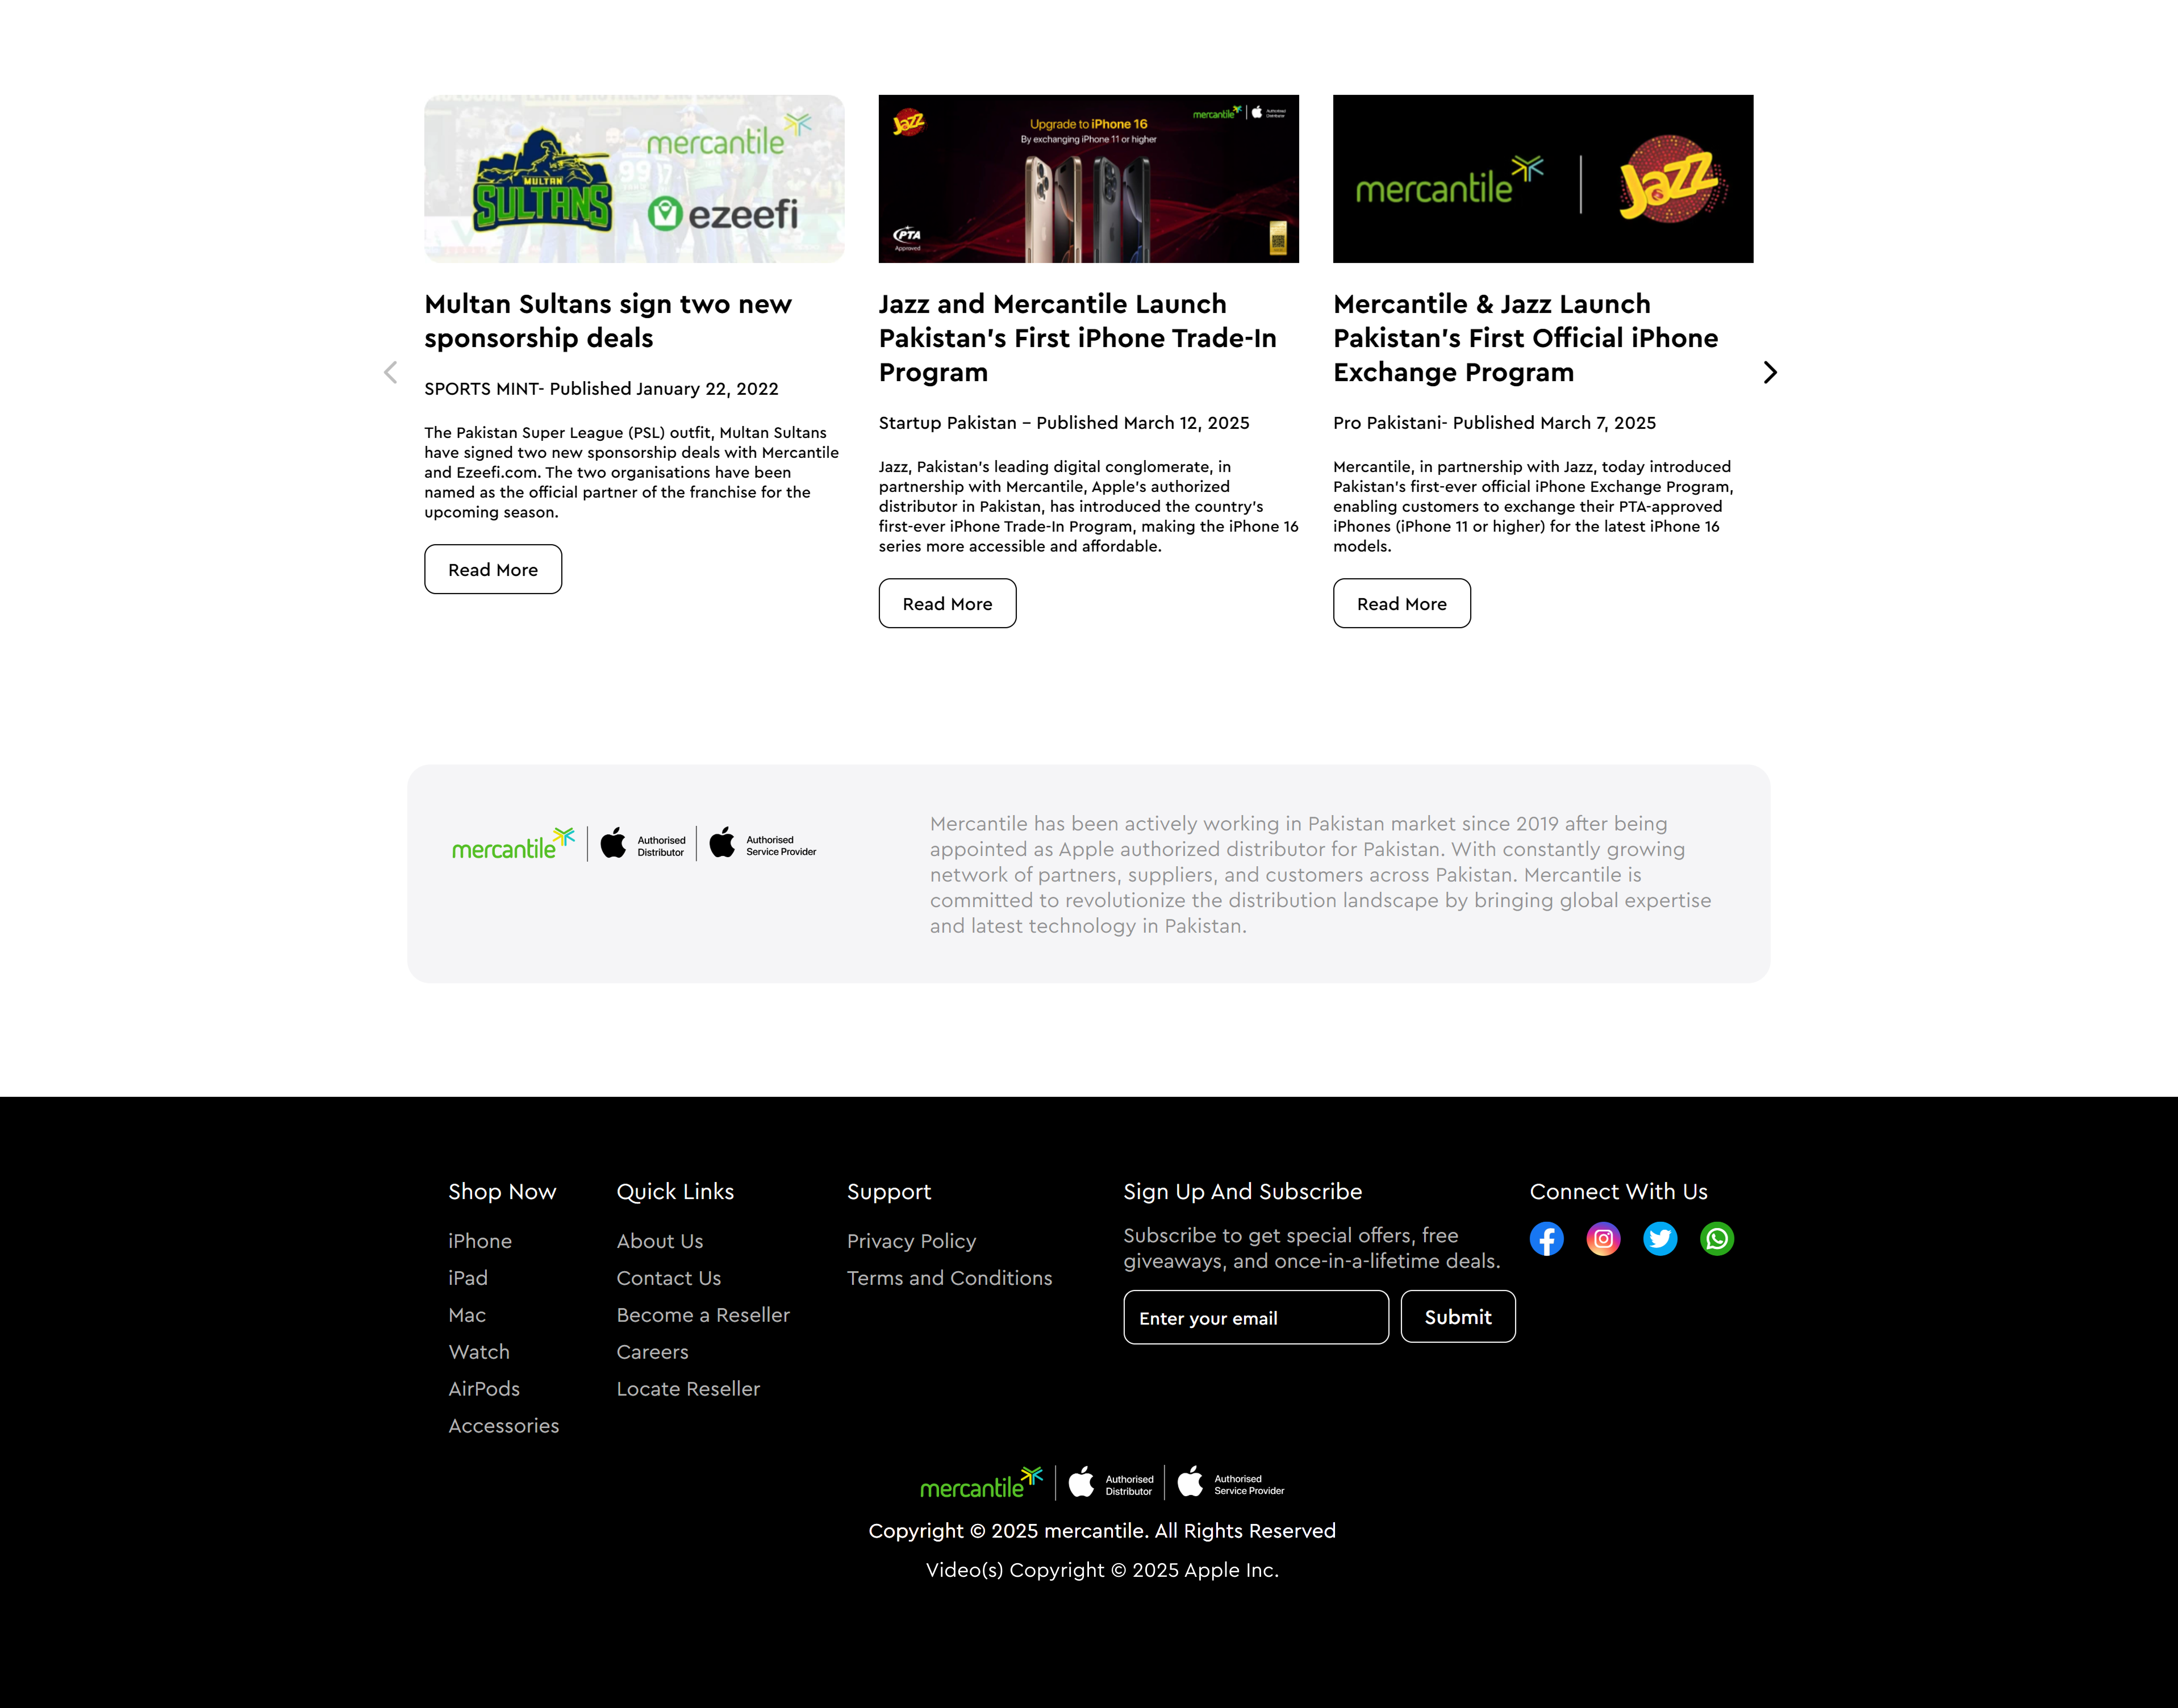 MULTAN
SULTANS
mercantile
ezeefi
99
Multan Sultans sign two new
sponsorship deals
SPORTS MINT- Published January 22, 2022
The Pakistan Super League (PSL) outfit, Multan Sultans
have signed two new sponsorship deals with Mercantile
and Ezeefi.com. The two organisations have been
named as the official partner of the franchise for the
upcoming season.
Read More
Jazz
Upgrade to iPhone 16
By exchanging iPhone 11 or higher
mercantile
Authorised
Distributor
PTA
Approved
Jazz and Mercantile Launch
Pakistan's First iPhone Trade-In
Program
Startup Pakistan – Published March 12, 2025
Jazz, Pakistan's leading digital conglomerate, in
partnership with Mercantile, Apple's authorized
distributor in Pakistan, has introduced the country's
first-ever iPhone Trade-In Program, making the iPhone 16
series more accessible and affordable.
Read More
mercantile
Jazz
Mercantile & Jazz Launch
Pakistan's First Official iPhone
Exchange Program
Pro Pakistani- Published March 7, 2025
Mercantile, in partnership with Jazz, today introduced
Pakistan's first-ever official iPhone Exchange Program,
enabling customers to exchange their PTA-approved
iPhones (iPhone 11 or higher) for the latest iPhone 16
models.
Read More
mercantile
Authorised
Distributor
Authorised
Service Provider
Mercantile has been actively working in Pakistan market since 2019 after being
appointed as Apple authorized distributor for Pakistan. With constantly growing
network of partners, suppliers, and customers across Pakistan. Mercantile is
committed to revolutionize the distribution landscape by bringing global expertise
and latest technology in Pakistan.
Shop Now
iPhone
iPad
Mac
Watch
AirPods
Accessories
Quick Links
About Us
Contact Us
Become a Reseller
Careers
Locate Reseller
Support
Privacy Policy
Terms and Conditions
Sign Up And Subscribe
Subscribe to get special offers, free
giveaways, and once-in-a-lifetime deals.
Enter your email
Submit
Connect With Us
mercantile
Authorised
Distributor
Authorised
Service Provider
Copyright © 2025 mercantile. All Rights Reserved
Video(s) Copyright © 2025 Apple Inc.